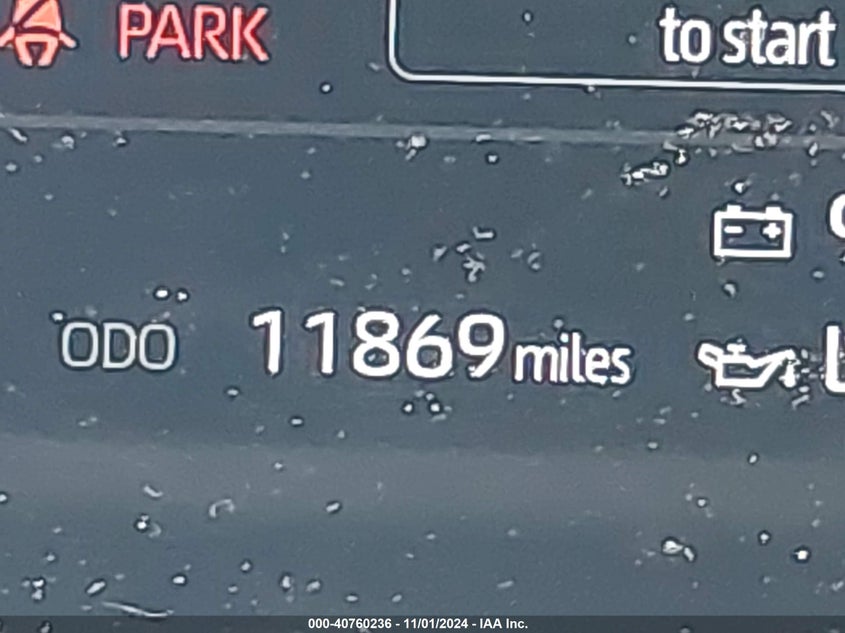 PARK
to start
ODO 11869 miles
000-40760236 - 11/01/2024 - IAA Inc.